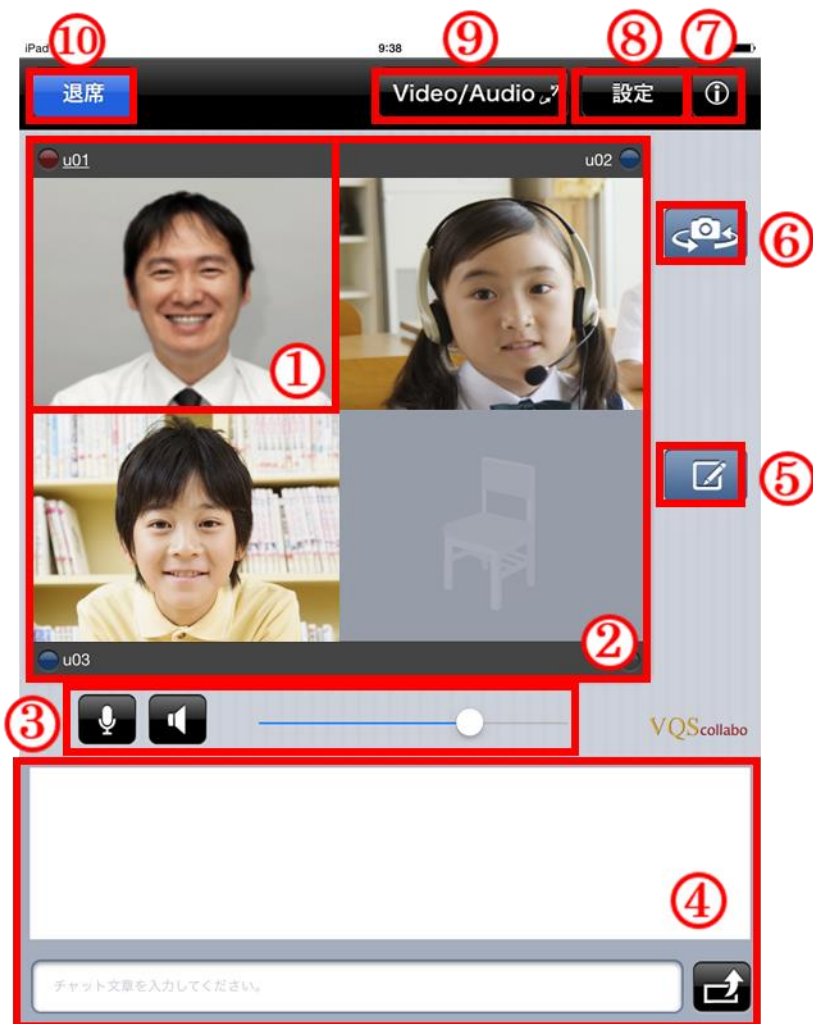 iPad
9:38
⑩ ⑨ ⑧ ⑦
退席 Video/Audio 設定
u01 u02
⑥
①
⑤
②
u03
③
VQScollabo
④
チャット文章を入力してください。